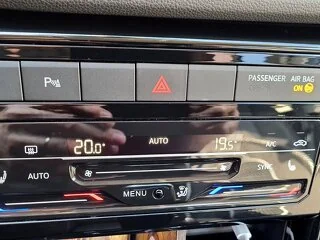 P
PASSENGER AIR BAG
ON
20.0°
AUTO
19.5°
A/C
AUTO
SYNC
MENU